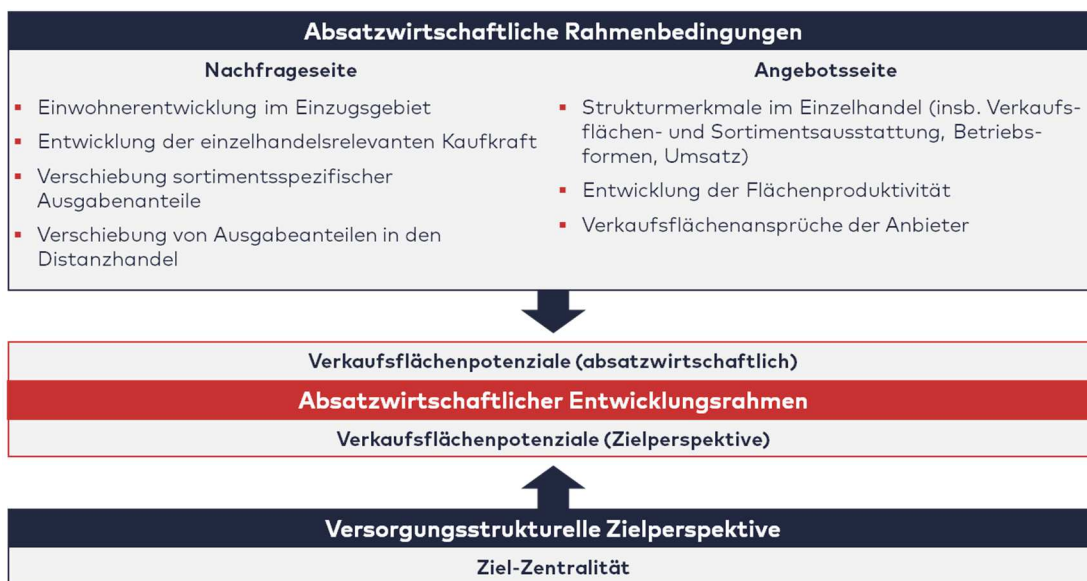 Absatzwirtschaftliche Rahmenbedingungen
Nachfrageseite
▪ Einwohnerentwicklung im Einzugsgebiet
▪ Entwicklung der einzelhandelsrelevanten Kaufkraft
▪ Verschiebung sortimentsspezifischer
Ausgabenanteile
▪ Verschiebung von Ausgabeanteilen in den
Distanzhandel
Angebotsseite
▪ Strukturmerkmale im Einzelhandel (insb. Verkaufs-
flächen- und Sortimentsausstattung, Betriebs-
formen, Umsatz)
▪ Entwicklung der Flächenproduktivität
▪ Verkaufsflächenansprüche der Anbieter
Verkaufsflächenpotenziale (absatzwirtschaftlich)
Absatzwirtschaftlicher Entwicklungsrahmen
Verkaufsflächenpotenziale (Zielperspektive)
Versorgungsstrukturelle Zielperspektive
Ziel-Zentralität